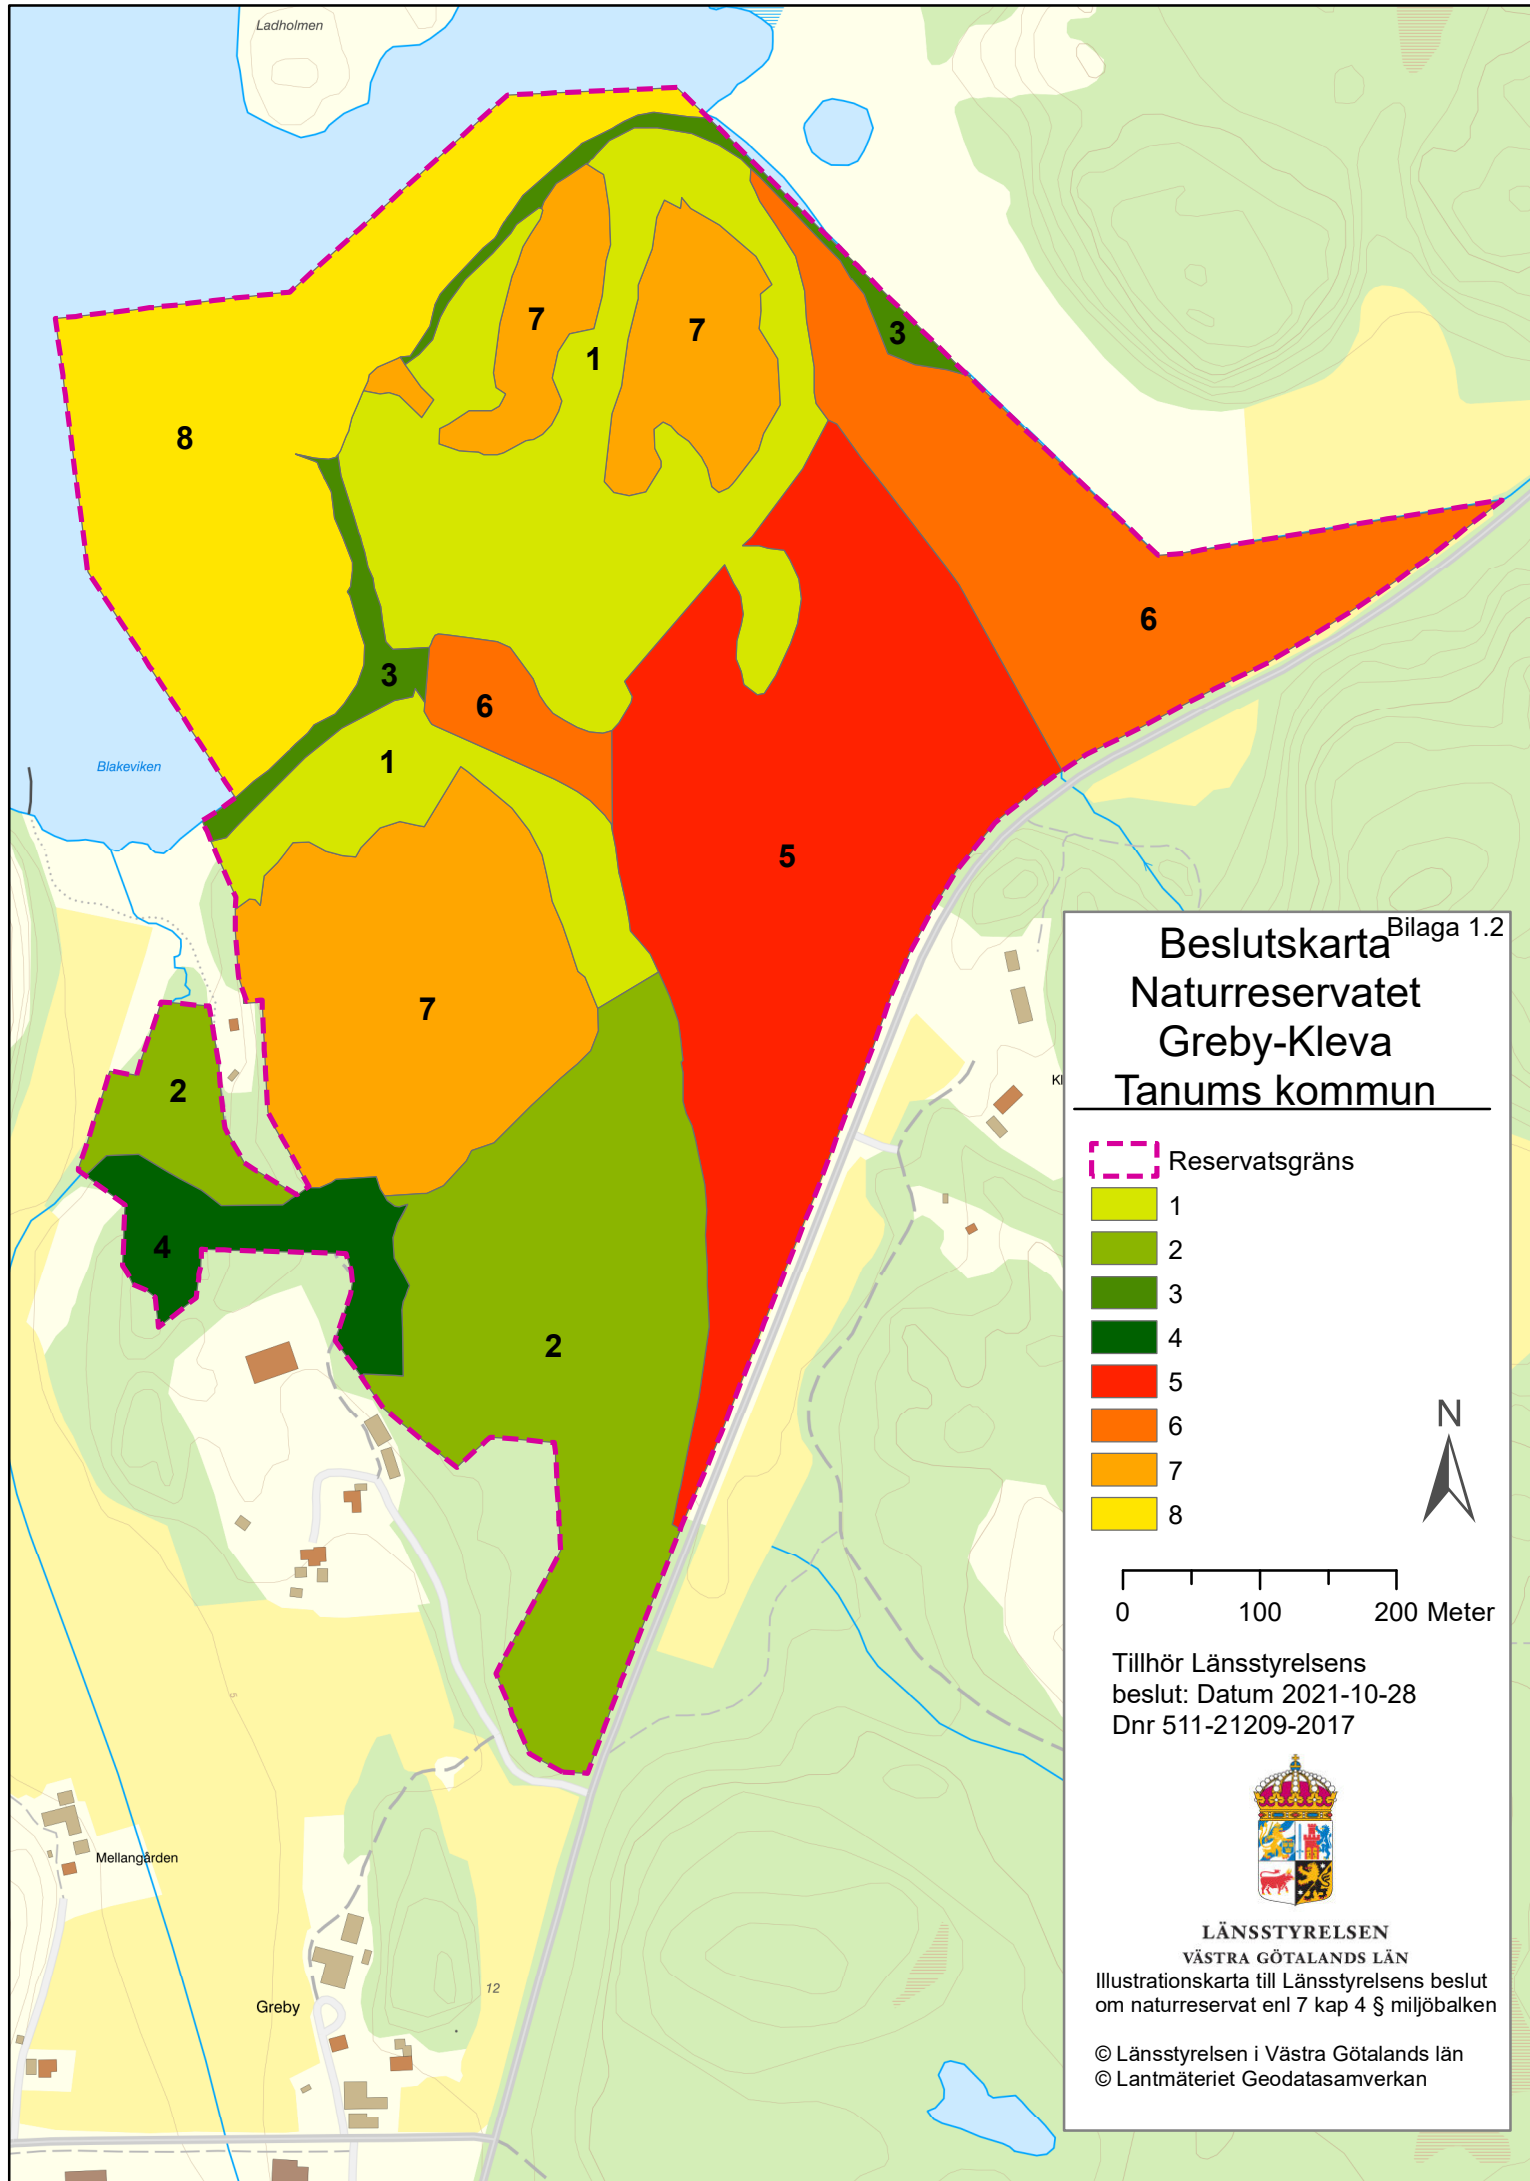 Ladholmen
7
7
1
3
8
6
3
6
1
Blakeviken
5
7
2
4
2
Kl
5
Mellangården
Greby
12
Bilaga 1.2
Beslutskarta
Naturreservatet
Greby-Kleva
Tanums kommun
Reservatsgräns
1
2
3
4
5
6
7
8
N
0 100 200 Meter
Tillhör Länsstyrelsens
beslut: Datum 2021-10-28
Dnr 511-21209-2017
LÄNSSTYRELSEN
VÄSTRA GÖTALANDS LÄN
Illustrationskarta till Länsstyrelsens beslut
om naturreservat enl 7 kap 4 § miljöbalken
© Länsstyrelsen i Västra Götalands län
© Lantmäteriet Geodatasamverkan